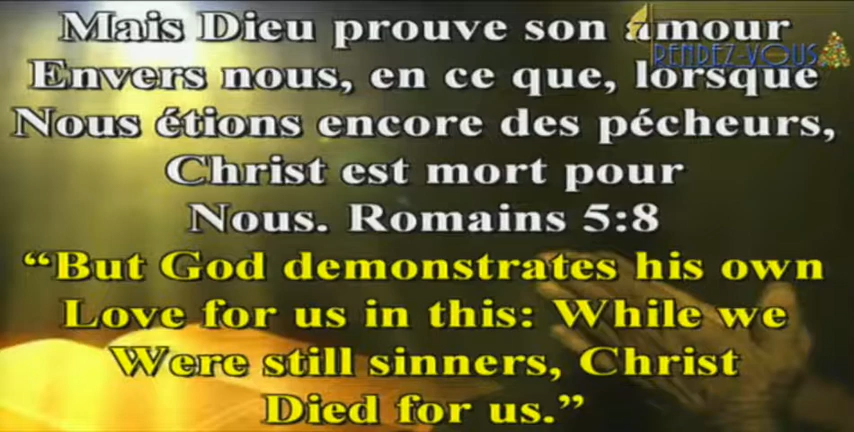 Mais Dieu prouve son amour
RENDEZ-VOUS
Envers nous, en ce que, lorsque
Nous étions encore des pécheurs,
Christ est mort pour
Nous. Romains 5:8
“But God demonstrates his own
Love for us in this: While we
Were still sinners, Christ
Died for us.”